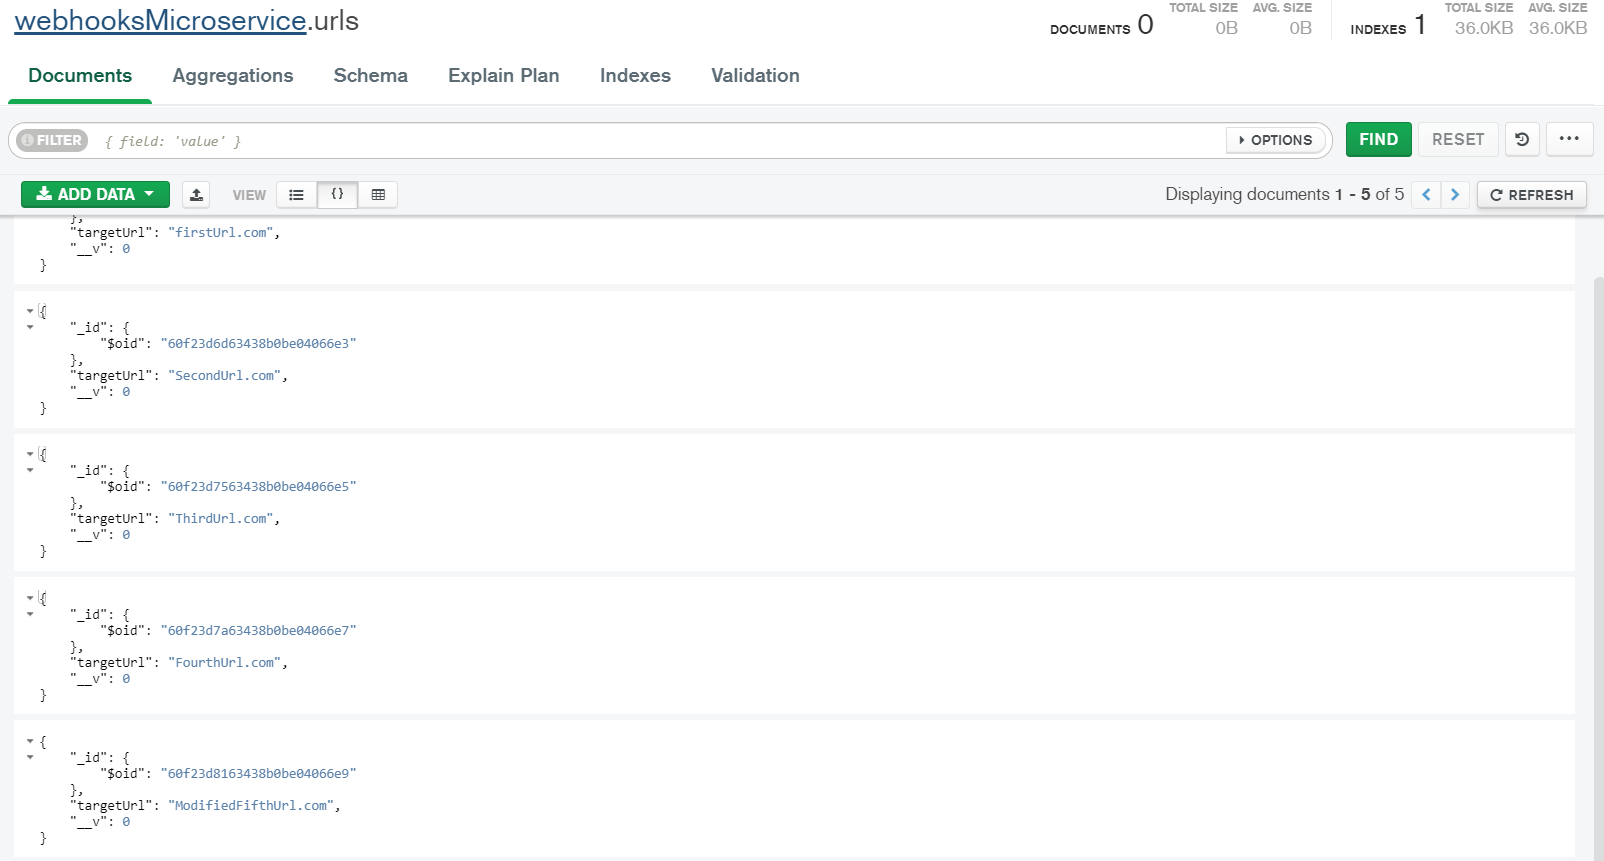 webhooksMicroservice.urls
DOCUMENTS 0 TOTAL SIZE 0B AVG. SIZE 0B INDEXES 1 TOTAL SIZE 36.0KB AVG. SIZE 36.0KB
Documents Aggregations Schema Explain Plan Indexes Validation
FILTER { field: 'value' } OPTIONS FIND RESET ...
ADD DATA VIEW {} Displaying documents 1 - 5 of 5 < > REFRESH
},
"targetUrl": "firstUrl.com",
"__v": 0
}
{
"_id": {
"$oid": "60f23d6d63438b0be04066e3"
},
"targetUrl": "SecondUrl.com",
"__v": 0
}
{
"_id": {
"$oid": "60f23d7563438b0be04066e5"
},
"targetUrl": "ThirdUrl.com",
"__v": 0
}
{
"_id": {
"$oid": "60f23d7a63438b0be04066e7"
},
"targetUrl": "FourthUrl.com",
"__v": 0
}
{
"_id": {
"$oid": "60f23d8163438b0be04066e9"
},
"targetUrl": "ModifiedFifthUrl.com",
"__v": 0
}